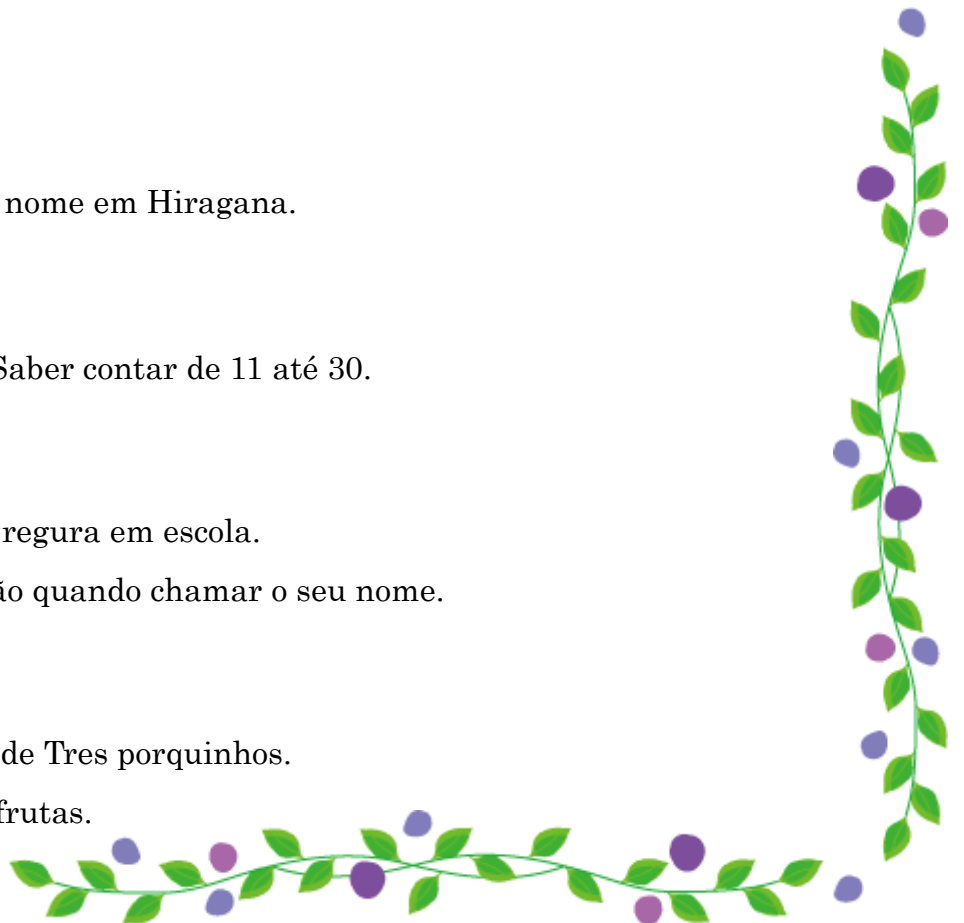 nome em Hiragana.
Saber contar de 11 até 30.
regura em escola.
ão quando chamar o seu nome.
de Tres porquinhos.
frutas.